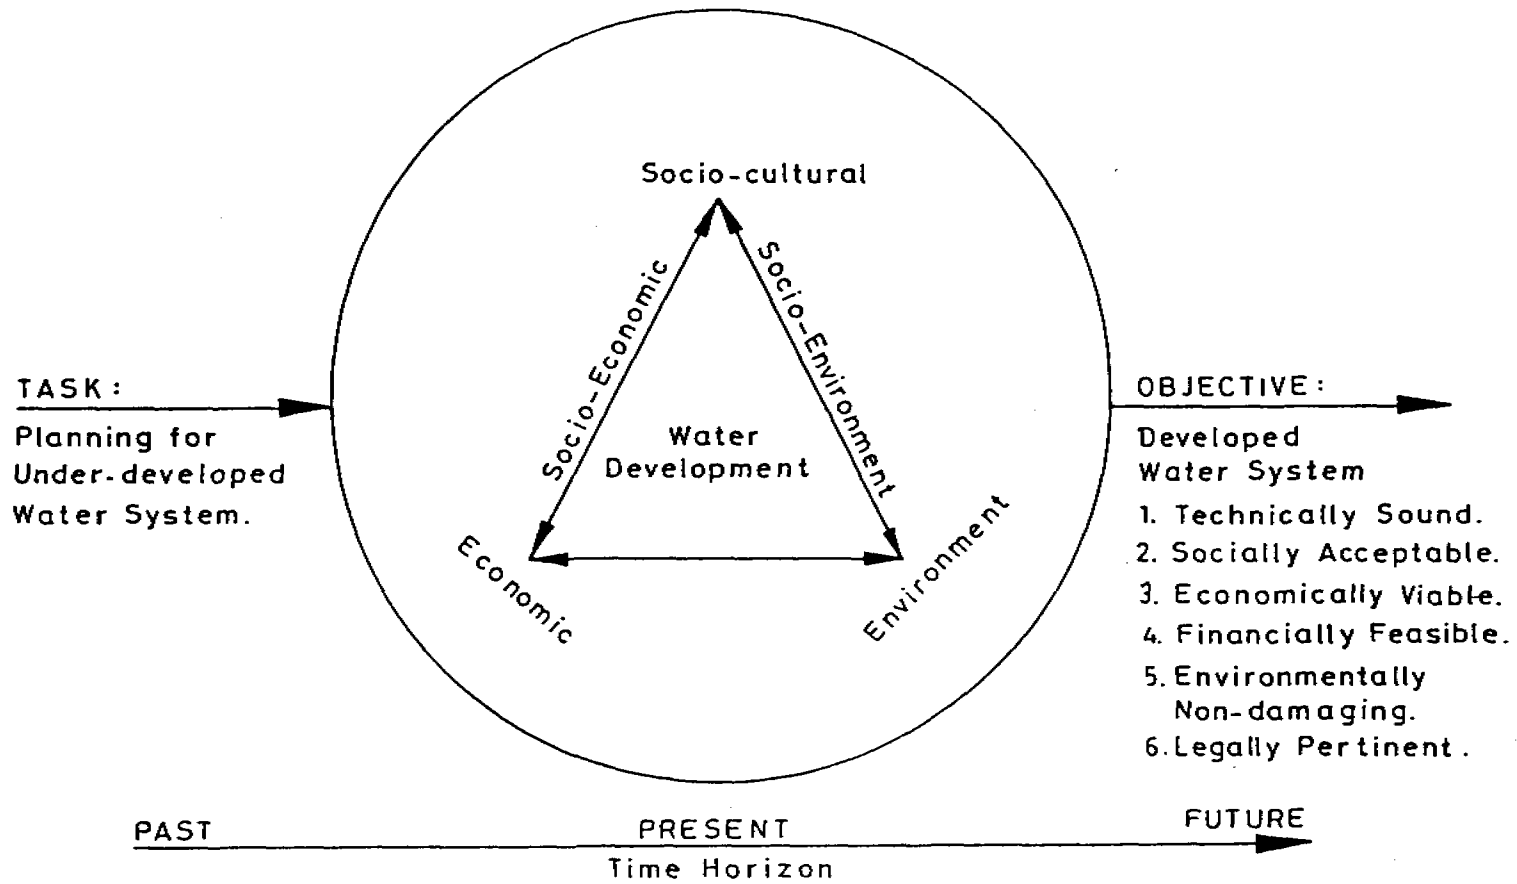 Socio-cultural
Socio-Economic
Socio-Environment
Water
Development
Economic
Environment
TASK:
Planning for
Under-developed
Water System.
OBJECTIVE:
Developed
Water System
1. Technically Sound.
2. Socially Acceptable.
3. Economically Viable.
4. Financially Feasible.
5. Environmentally
Non-damaging.
6. Legally Pertinent.
PAST PRESENT FUTURE
Time Horizon